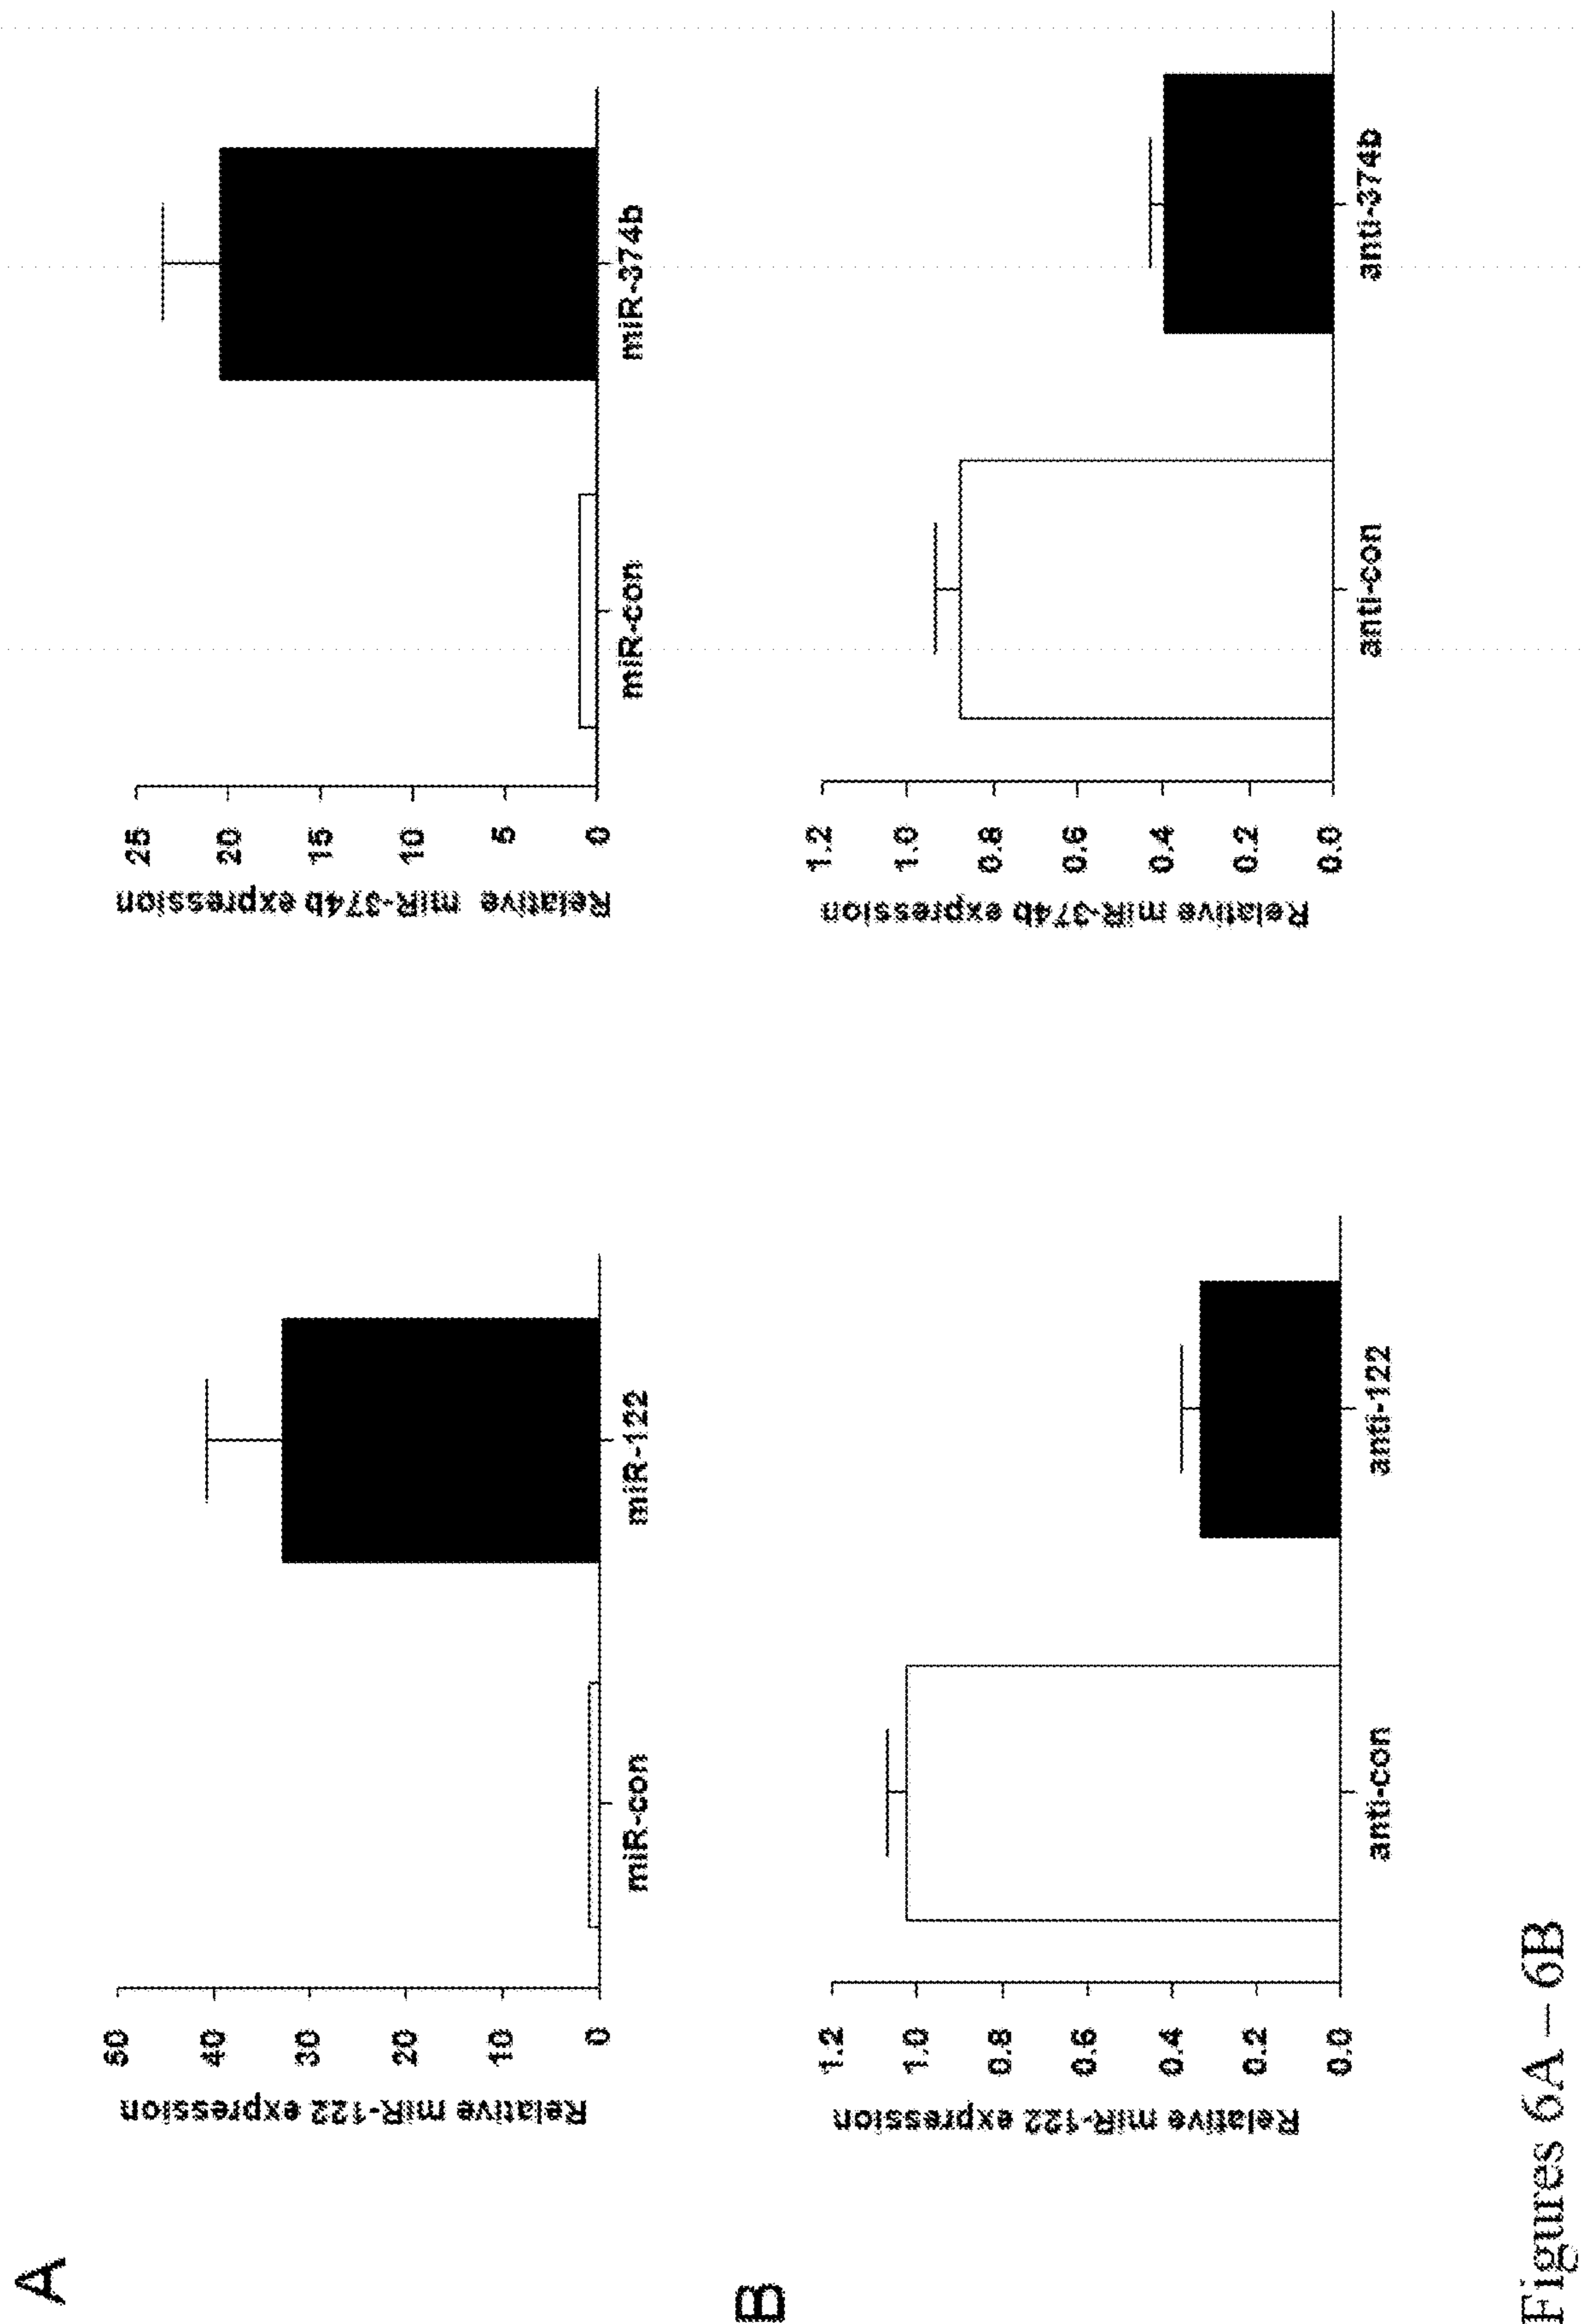 A
Relative miR-122 expression
50
40
30
20
10
0
miR-con
miR-122
Relative miR-374b expression
25
20
15
10
5
0
miR-con
miR-374b
B
Relative miR-122 expression
1.2
1.0
0.8
0.6
0.4
0.2
0.0
anti-con
anti-122
Relative miR-374b expression
1.2
1.0
0.8
0.6
0.4
0.2
0.0
anti-con
anti-374b
Figures 6A – 6B